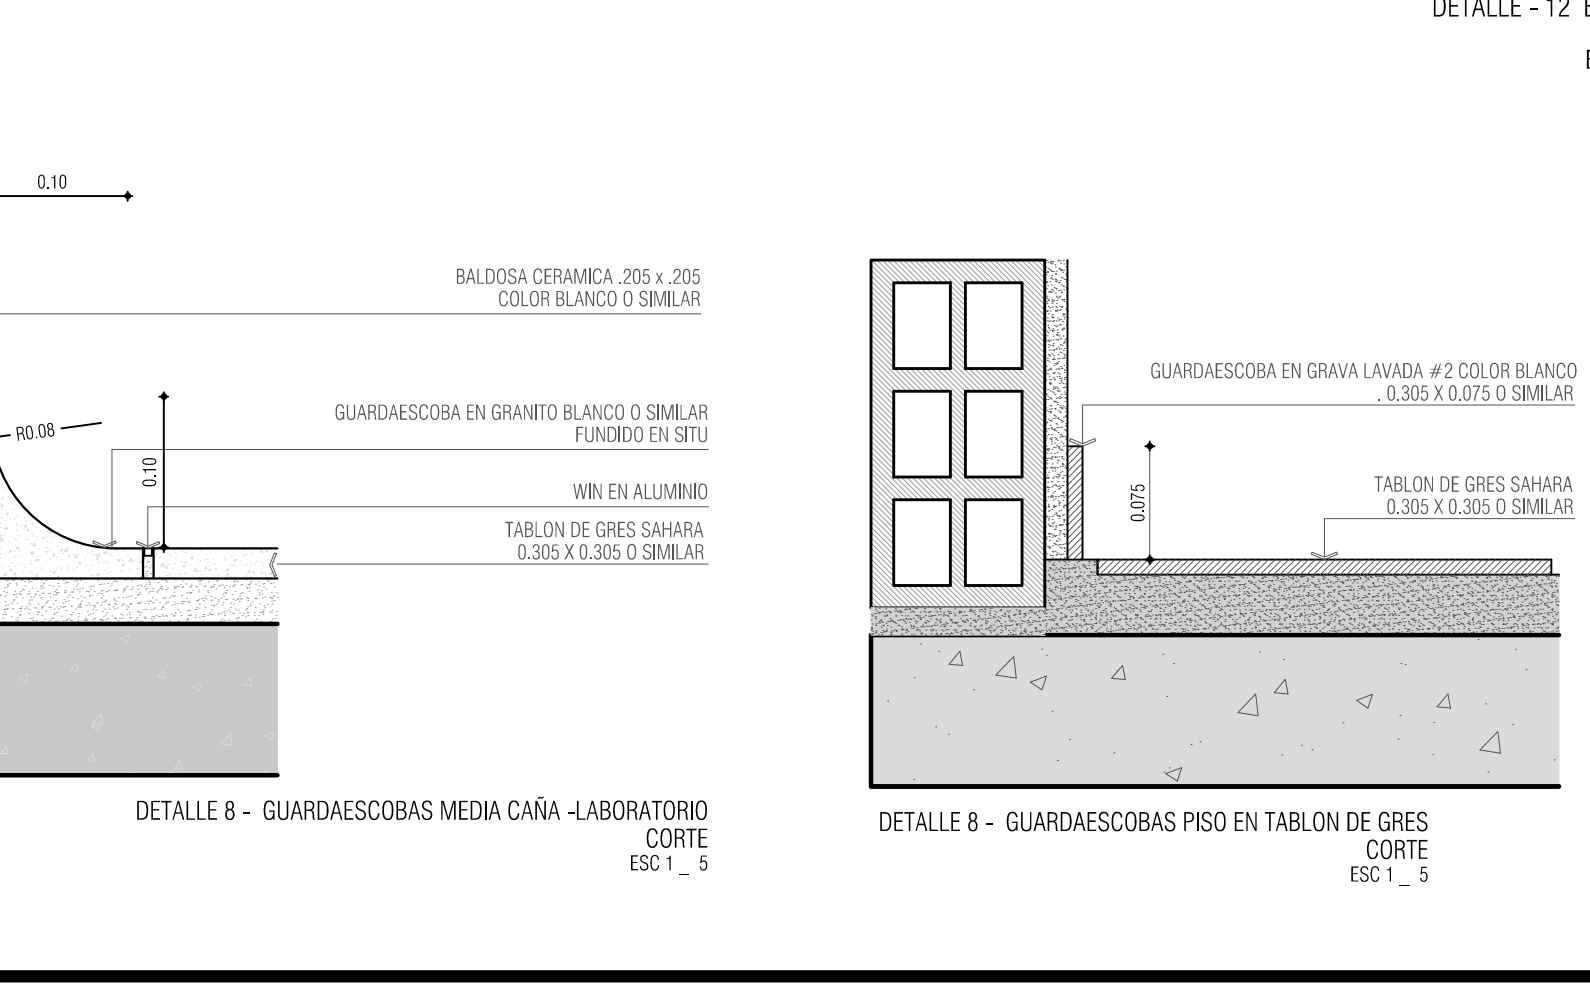 DETALLE - 12
0.10
BALDOSA CERAMICA .205 x .205
COLOR BLANCO O SIMILAR
GUARDAESCOBA EN GRANITO BLANCO O SIMILAR
FUNDIDO EN SITU
R0.08
0.10
WIN EN ALUMINIO
TABLON DE GRES SAHARA
0.305 X 0.305 O SIMILAR
DETALLE 8 - GUARDAESCOBAS MEDIA CAÑA -LABORATORIO
CORTE
ESC 1 _ 5
GUARDAESCOBA EN GRAVA LAVADA #2 COLOR BLANCO
. 0.305 X 0.075 O SIMILAR
0.075
TABLON DE GRES SAHARA
0.305 X 0.305 O SIMILAR
DETALLE 8 - GUARDAESCOBAS PISO EN TABLON DE GRES
CORTE
ESC 1 _ 5